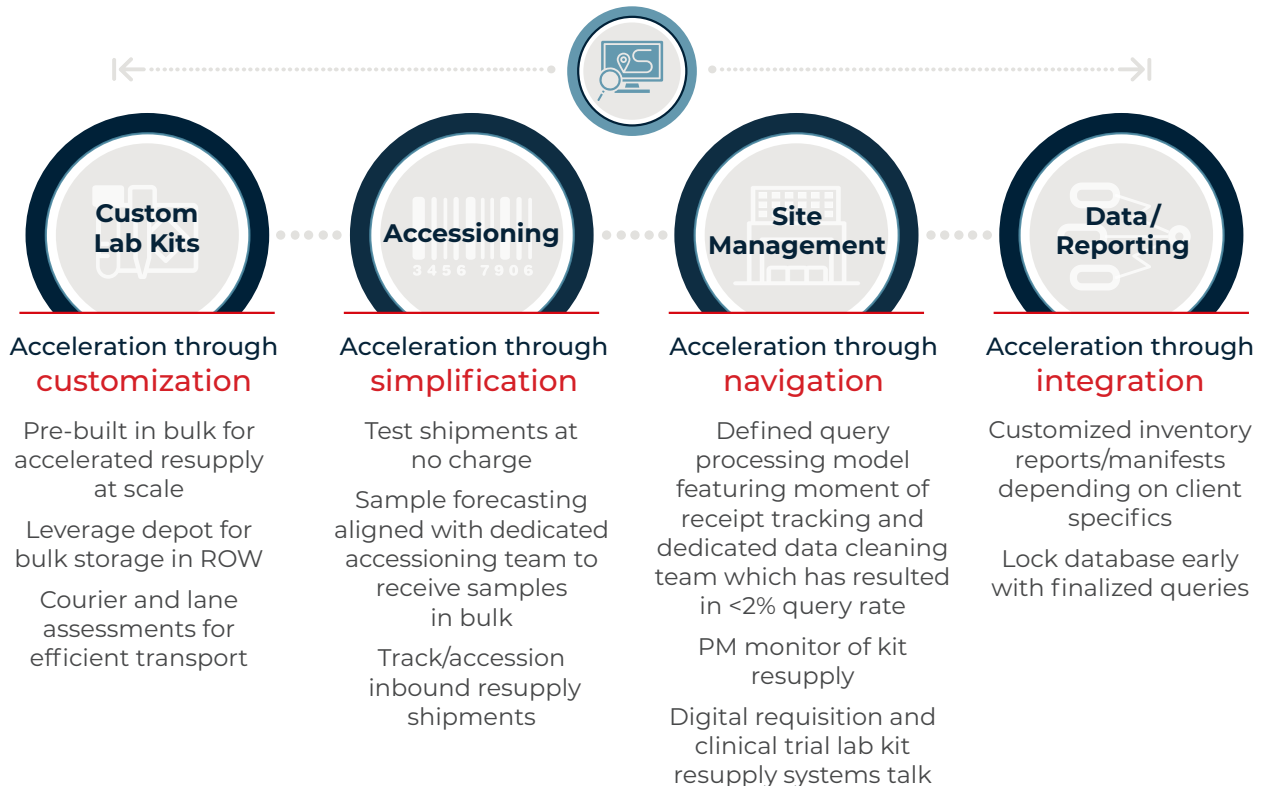 Custom
Lab Kits
Accessioning
3456 7906
Site
Management
Data/
Reporting
Acceleration through
customization
Pre-built in bulk for
accelerated resupply
at scale
Leverage depot for
bulk storage in ROW
Courier and lane
assessments for
efficient transport
Acceleration through
simplification
Test shipments at
no charge
Sample forecasting
aligned with dedicated
accessioning team to
receive samples
in bulk
Track/accession
inbound resupply
shipments
Acceleration through
navigation
Defined query
processing model
featuring moment of
receipt tracking and
dedicated data cleaning
team which has resulted
in <2% query rate
PM monitor of kit
resupply
Digital requisition and
clinical trial lab kit
resupply systems talk
Acceleration through
integration
Customized inventory
reports/manifests
depending on client
specifics
Lock database early
with finalized queries